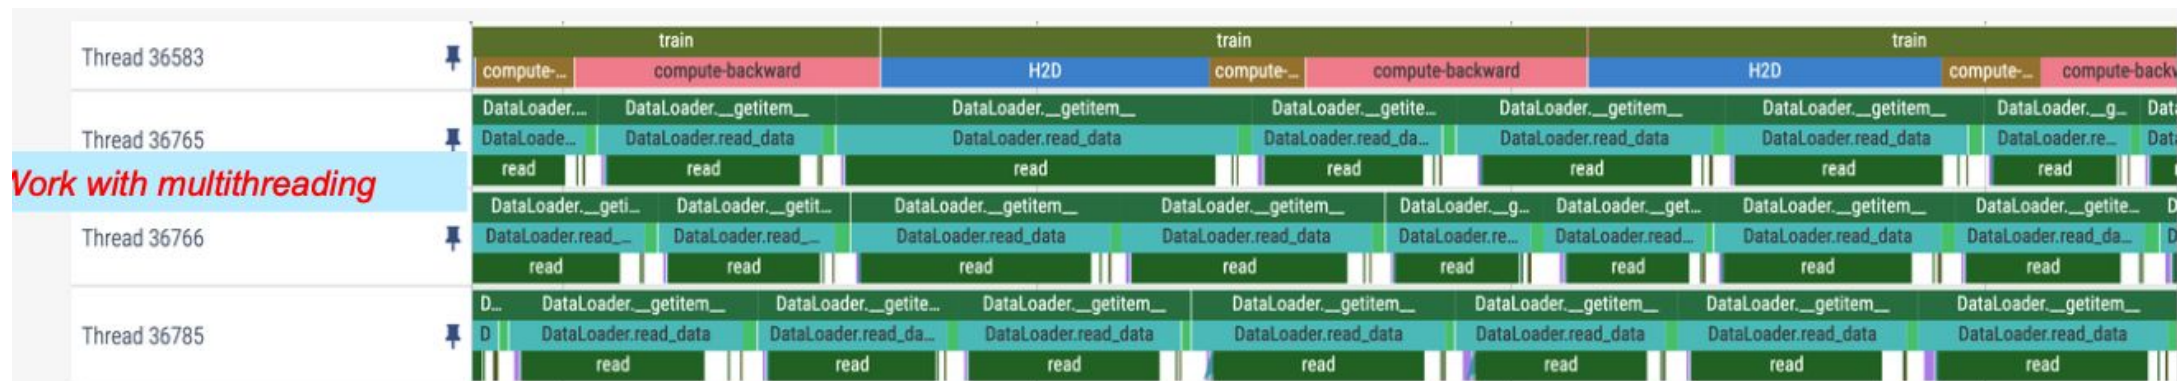 train train train
Thread 36583
compute-... compute-backward H2D compute-... compute-backward H2D compute-... compute-backw
DataLoader.... DataLoader.__getitem__ DataLoader.__getitem__ DataLoader.__getite... DataLoader.__getitem__ DataLoader.__getitem__ DataLoader.__g... Dat
Thread 36765
DataLoade... DataLoader.read_data DataLoader.read_data DataLoader.read_da... DataLoader.read_data DataLoader.read_data DataLoader.re... Dat
read read read read read read read
Work with multithreading
DataLoader.__geti... DataLoader.__getit... DataLoader.__getitem__ DataLoader.__getitem__ DataLoader.__g... DataLoader.__get... DataLoader.__getitem__ DataLoader.__getite... D
Thread 36766
DataLoader.read_... DataLoader.read_... DataLoader.read_data DataLoader.read_data DataLoader.re... DataLoader.read... DataLoader.read_data DataLoader.read_da... D
read read read read read read read read
D... DataLoader.__getitem__ DataLoader.__getite... DataLoader.__getitem__ DataLoader.__getitem__ DataLoader.__getitem__ DataLoader.__getitem__ DataLoader.__getitem__
Thread 36785
D DataLoader.read_data DataLoader.read_da... DataLoader.read_data DataLoader.read_data DataLoader.read_data DataLoader.read_data DataLoader.read_data
read read read read read read read